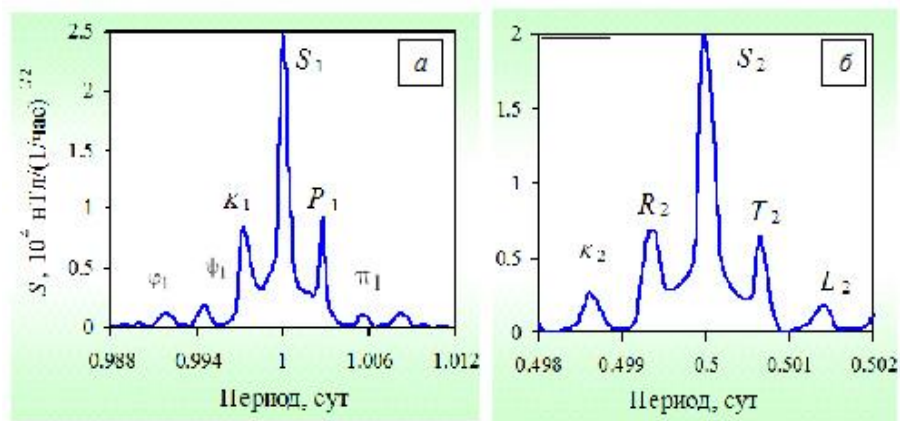 S, 10⁴ нТл/(1/час) 1/2
2.5
2
1.5
1
0.5
0
0.988
0.994
1
1.006
1.012
Период, сут
а
S₁
K₁
P₁
φ₁
ψ₁
π₁
2
1.5
1
0.5
0
0.498
0.499
0.5
0.501
0.502
Период, сут
б
S₂
R₂
T₂
K₂
L₂